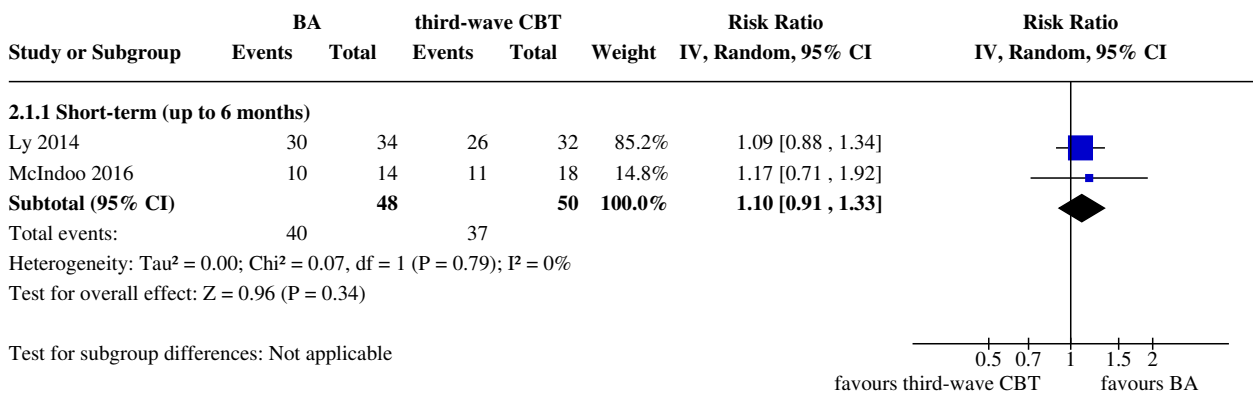 BA third-wave CBT Risk Ratio Risk Ratio
Study or Subgroup Events Total Events Total Weight IV, Random, 95% CI IV, Random, 95% CI
2.1.1 Short-term (up to 6 months)
Ly 2014 30 34 26 32 85.2% 1.09 [0.88 , 1.34]
McIndoo 2016 10 14 11 18 14.8% 1.17 [0.71 , 1.92]
Subtotal (95% CI) 48 50 100.0% 1.10 [0.91 , 1.33]
Total events: 40 37
Heterogeneity: Tau² = 0.00; Chi² = 0.07, df = 1 (P = 0.79); I² = 0%
Test for overall effect: Z = 0.96 (P = 0.34)
Test for subgroup differences: Not applicable
0.5 0.7 1 1.5 2
favours third-wave CBT favours BA